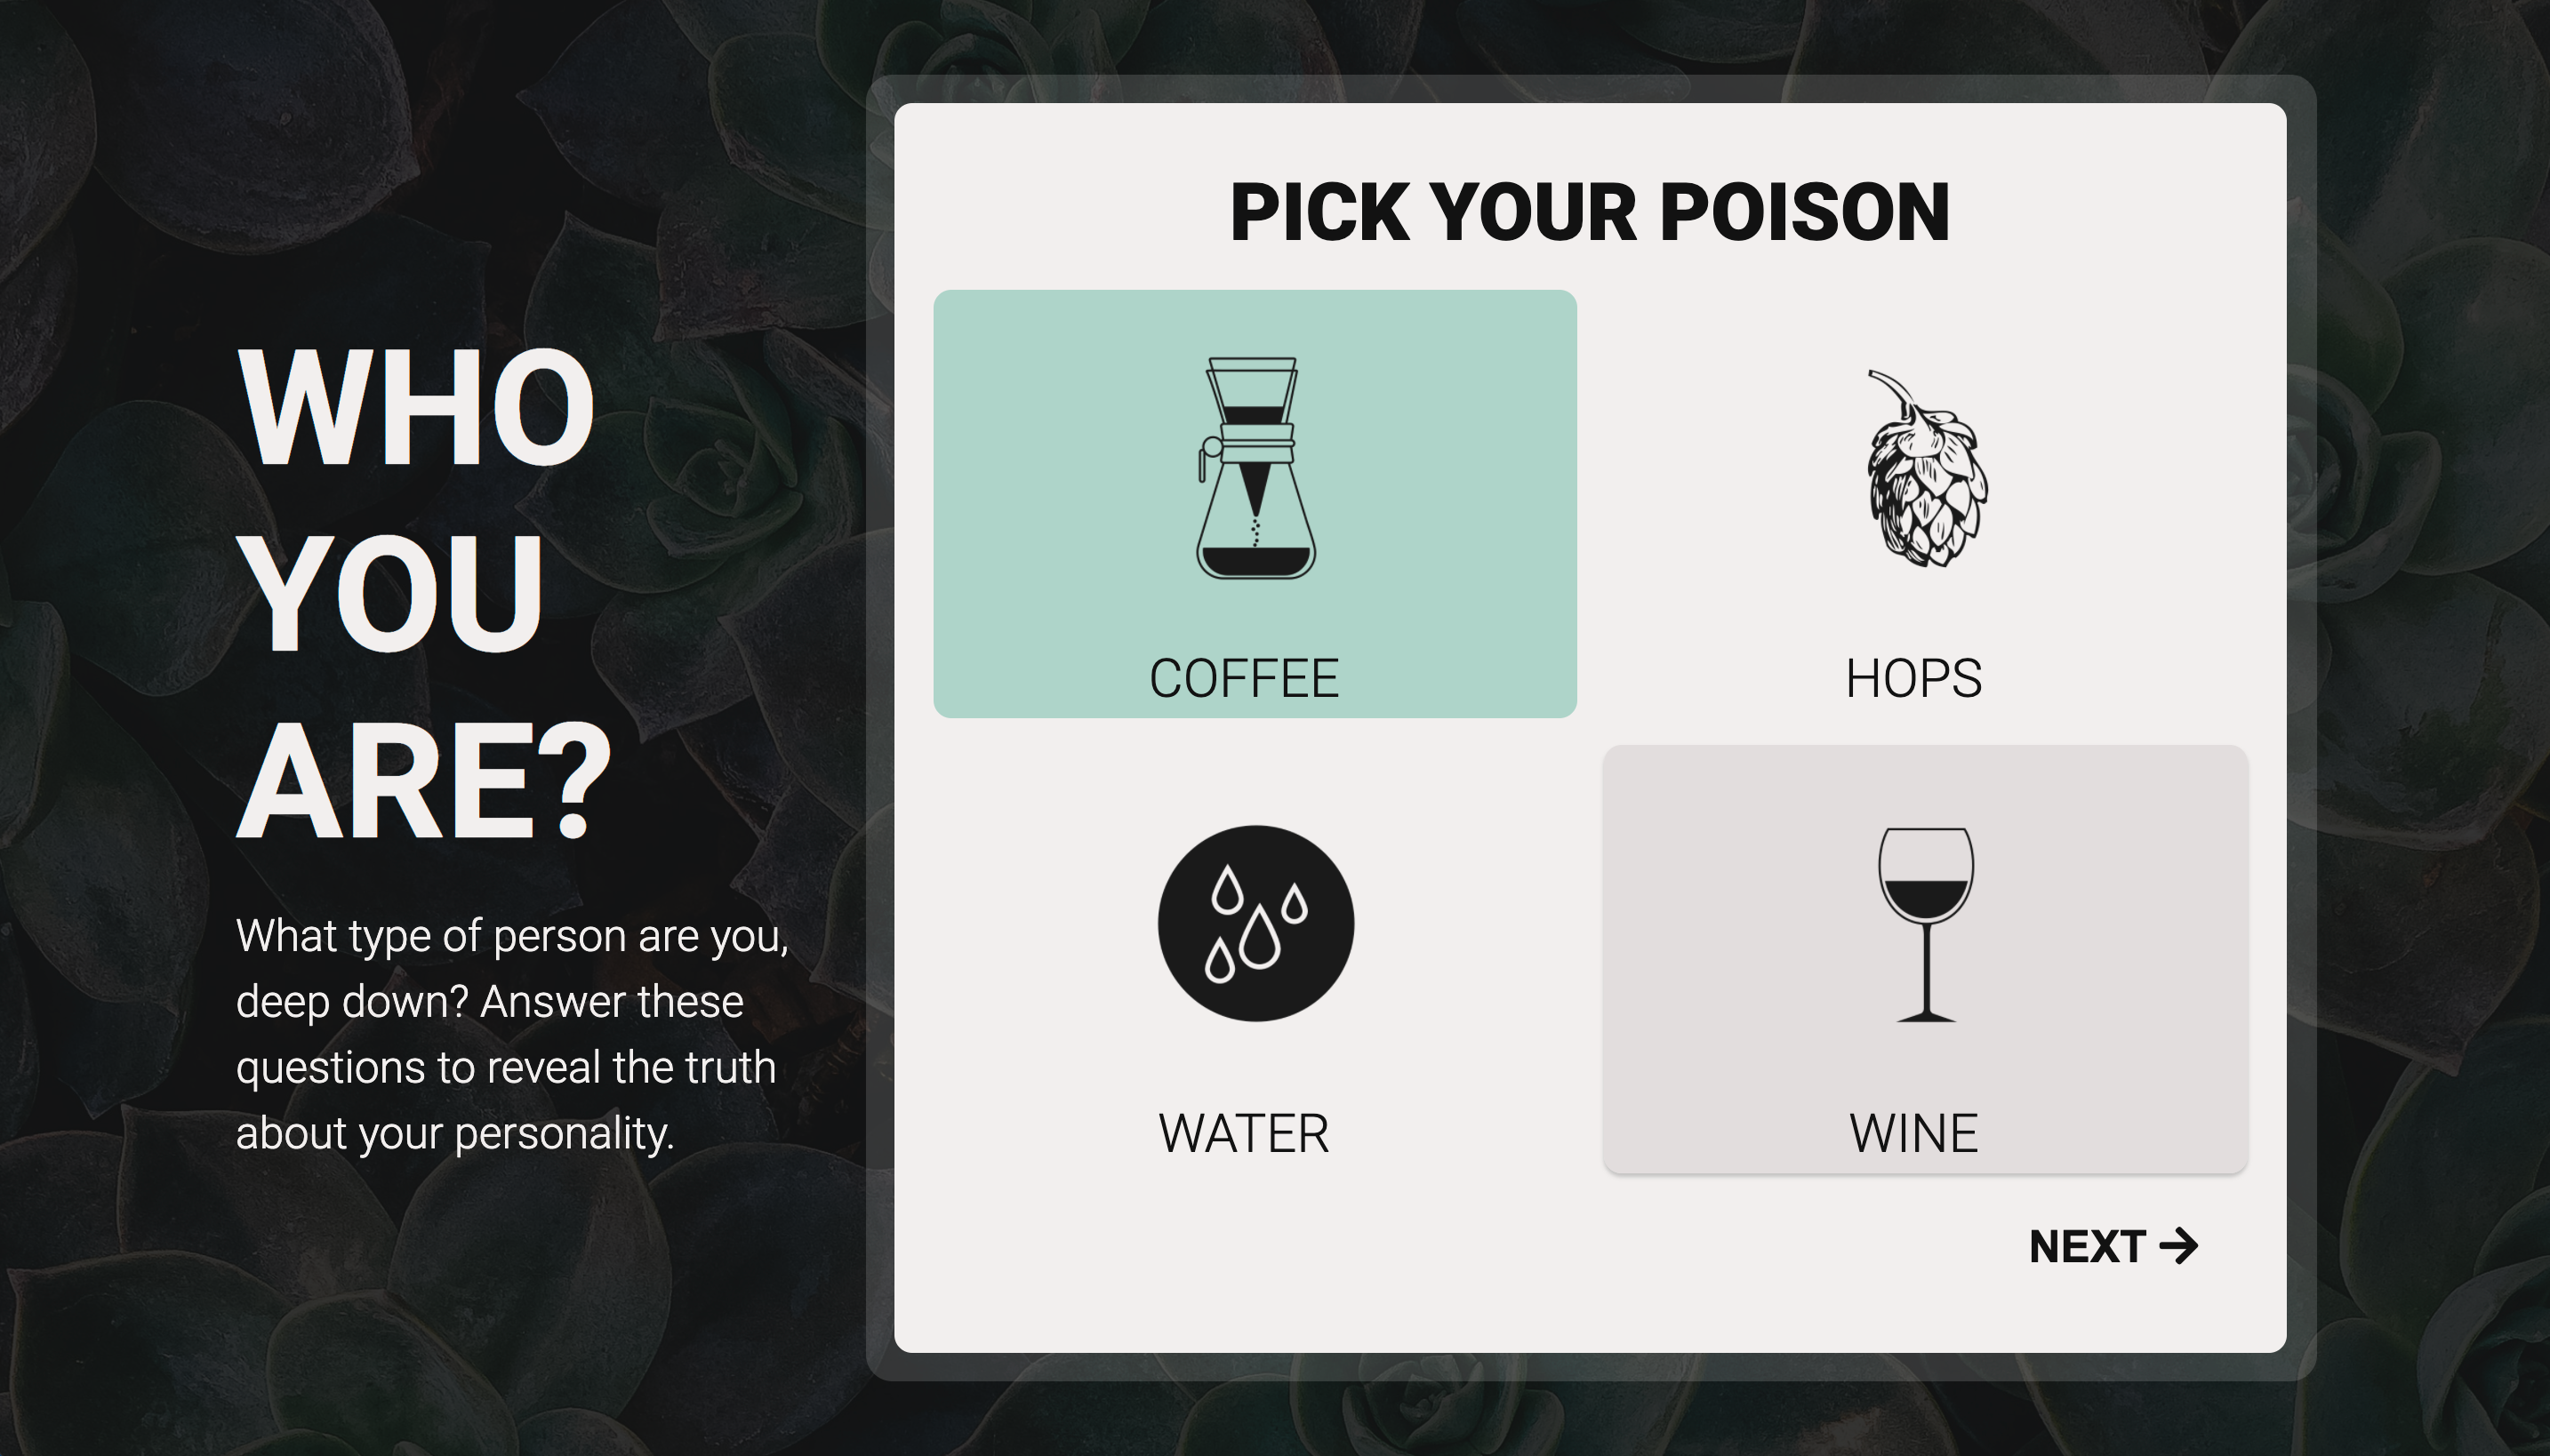 WHO
YOU
ARE?
What type of person are you,
deep down? Answer these
questions to reveal the truth
about your personality.
PICK YOUR POISON
COFFEE
HOPS
WATER
WINE
NEXT →